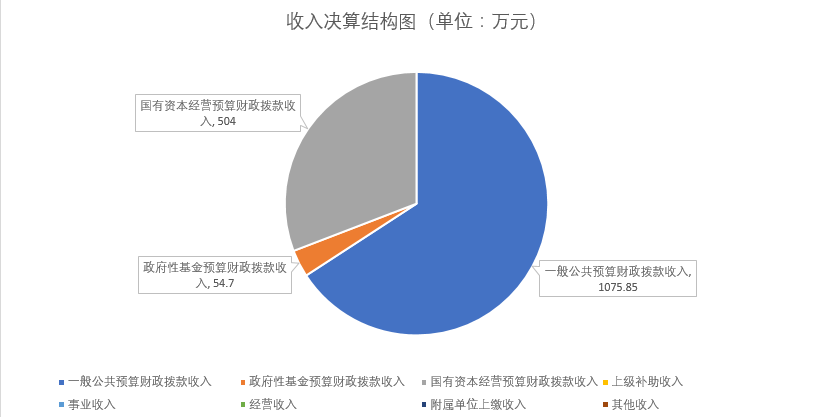 收入决算结构图（单位：万元）
国有资本经营预算财政拨款收
入, 504
政府性基金预算财政拨款收
入, 54.7
一般公共预算财政拨款收入,
1075.85
一般公共预算财政拨款收入 政府性基金预算财政拨款收入 国有资本经营预算财政拨款收入 上级补助收入
事业收入 经营收入 附属单位上缴收入 其他收入